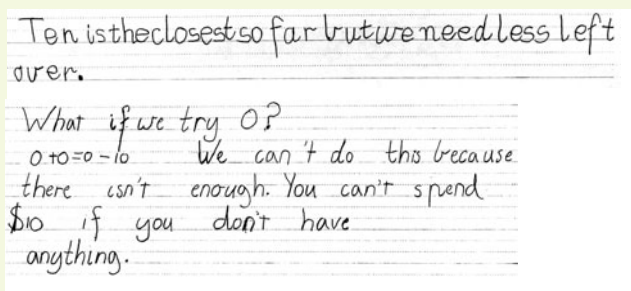 Ten is the closest so far but we need less left
over.
What if we try 0?
0+0=0-10 We can't do this because
there isn't enough. You can't spend
$10 if you don't have
anything.